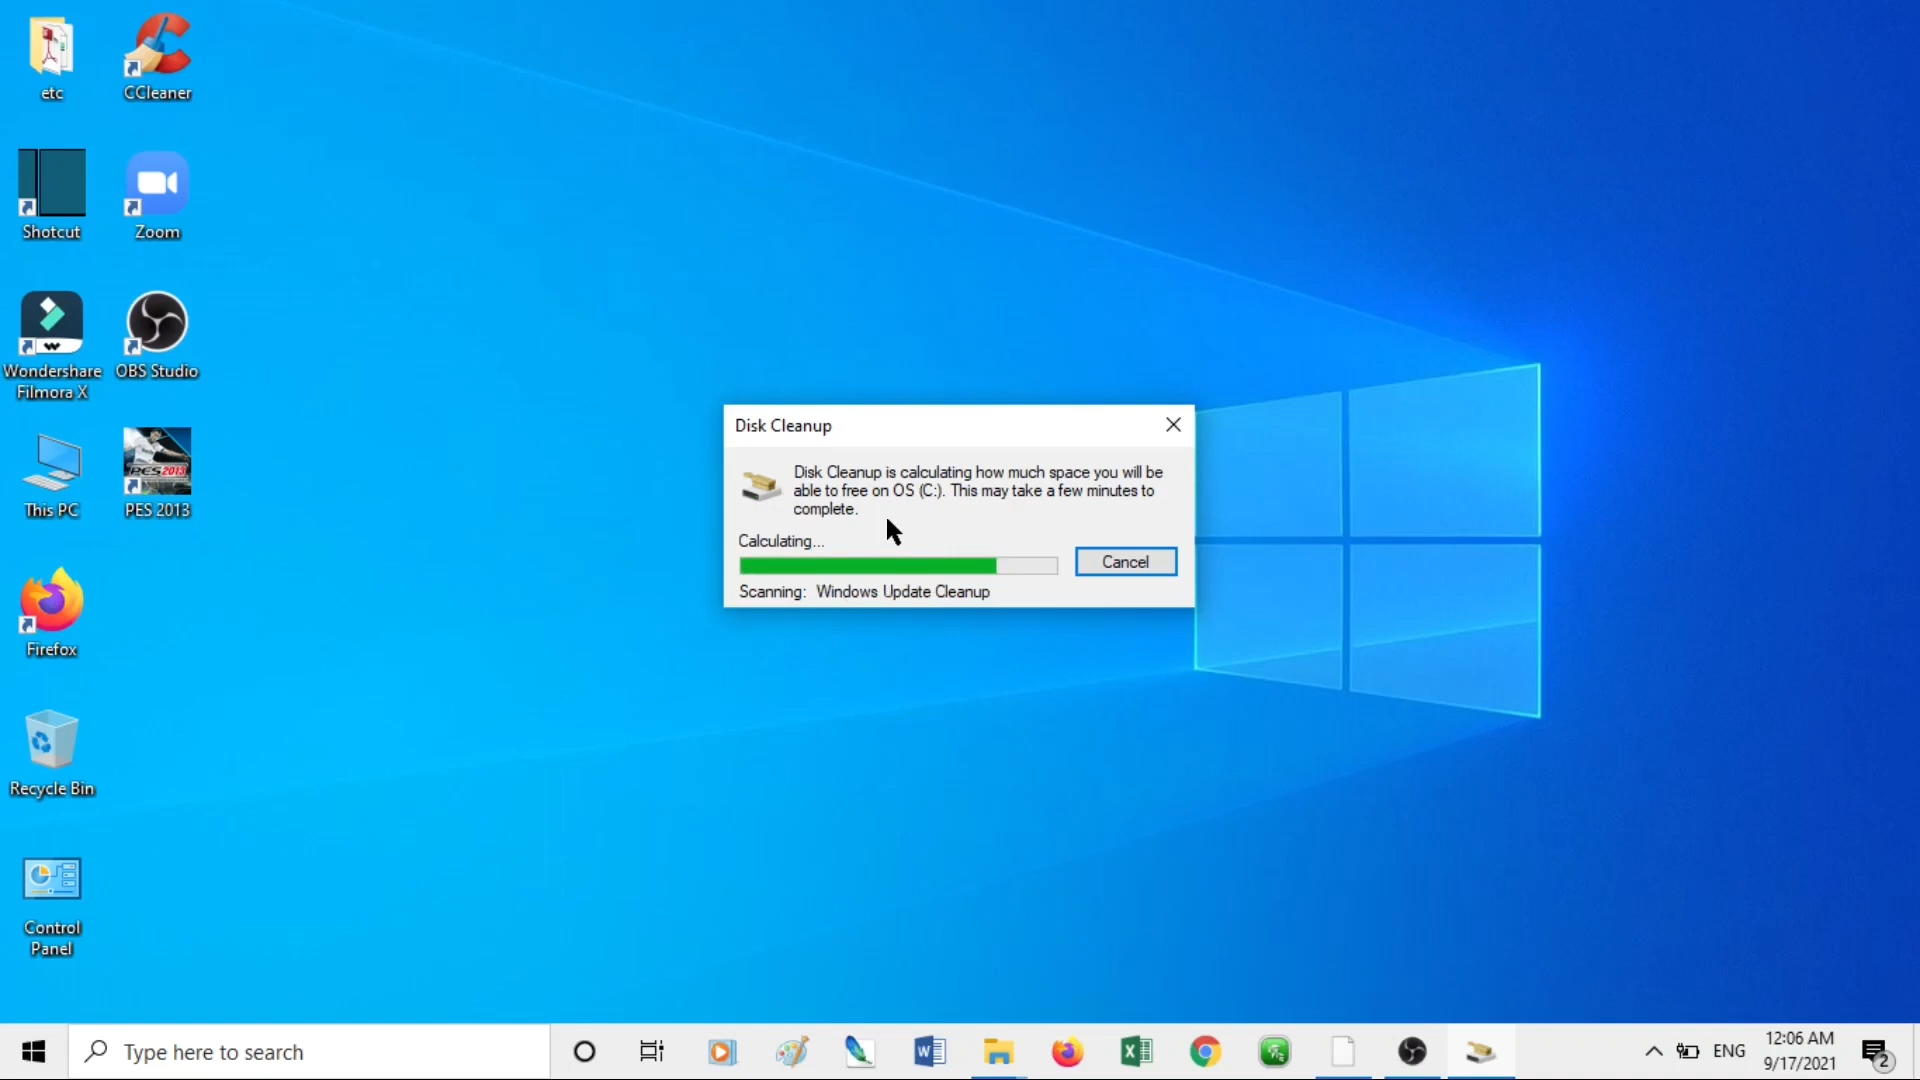 etc
CCleaner
Shotcut
Zoom
Wondershare
Filmora X
OBS Studio
This PC
PES2013
PES 2013
Firefox
Recycle Bin
Control
Panel
Disk Cleanup
Disk Cleanup is calculating how much space you will be
able to free on OS (C:). This may take a few minutes to
complete.
Calculating...
Cancel
Scanning: Windows Update Cleanup
Type here to search
ENG
12:06 AM
9/17/2021
2